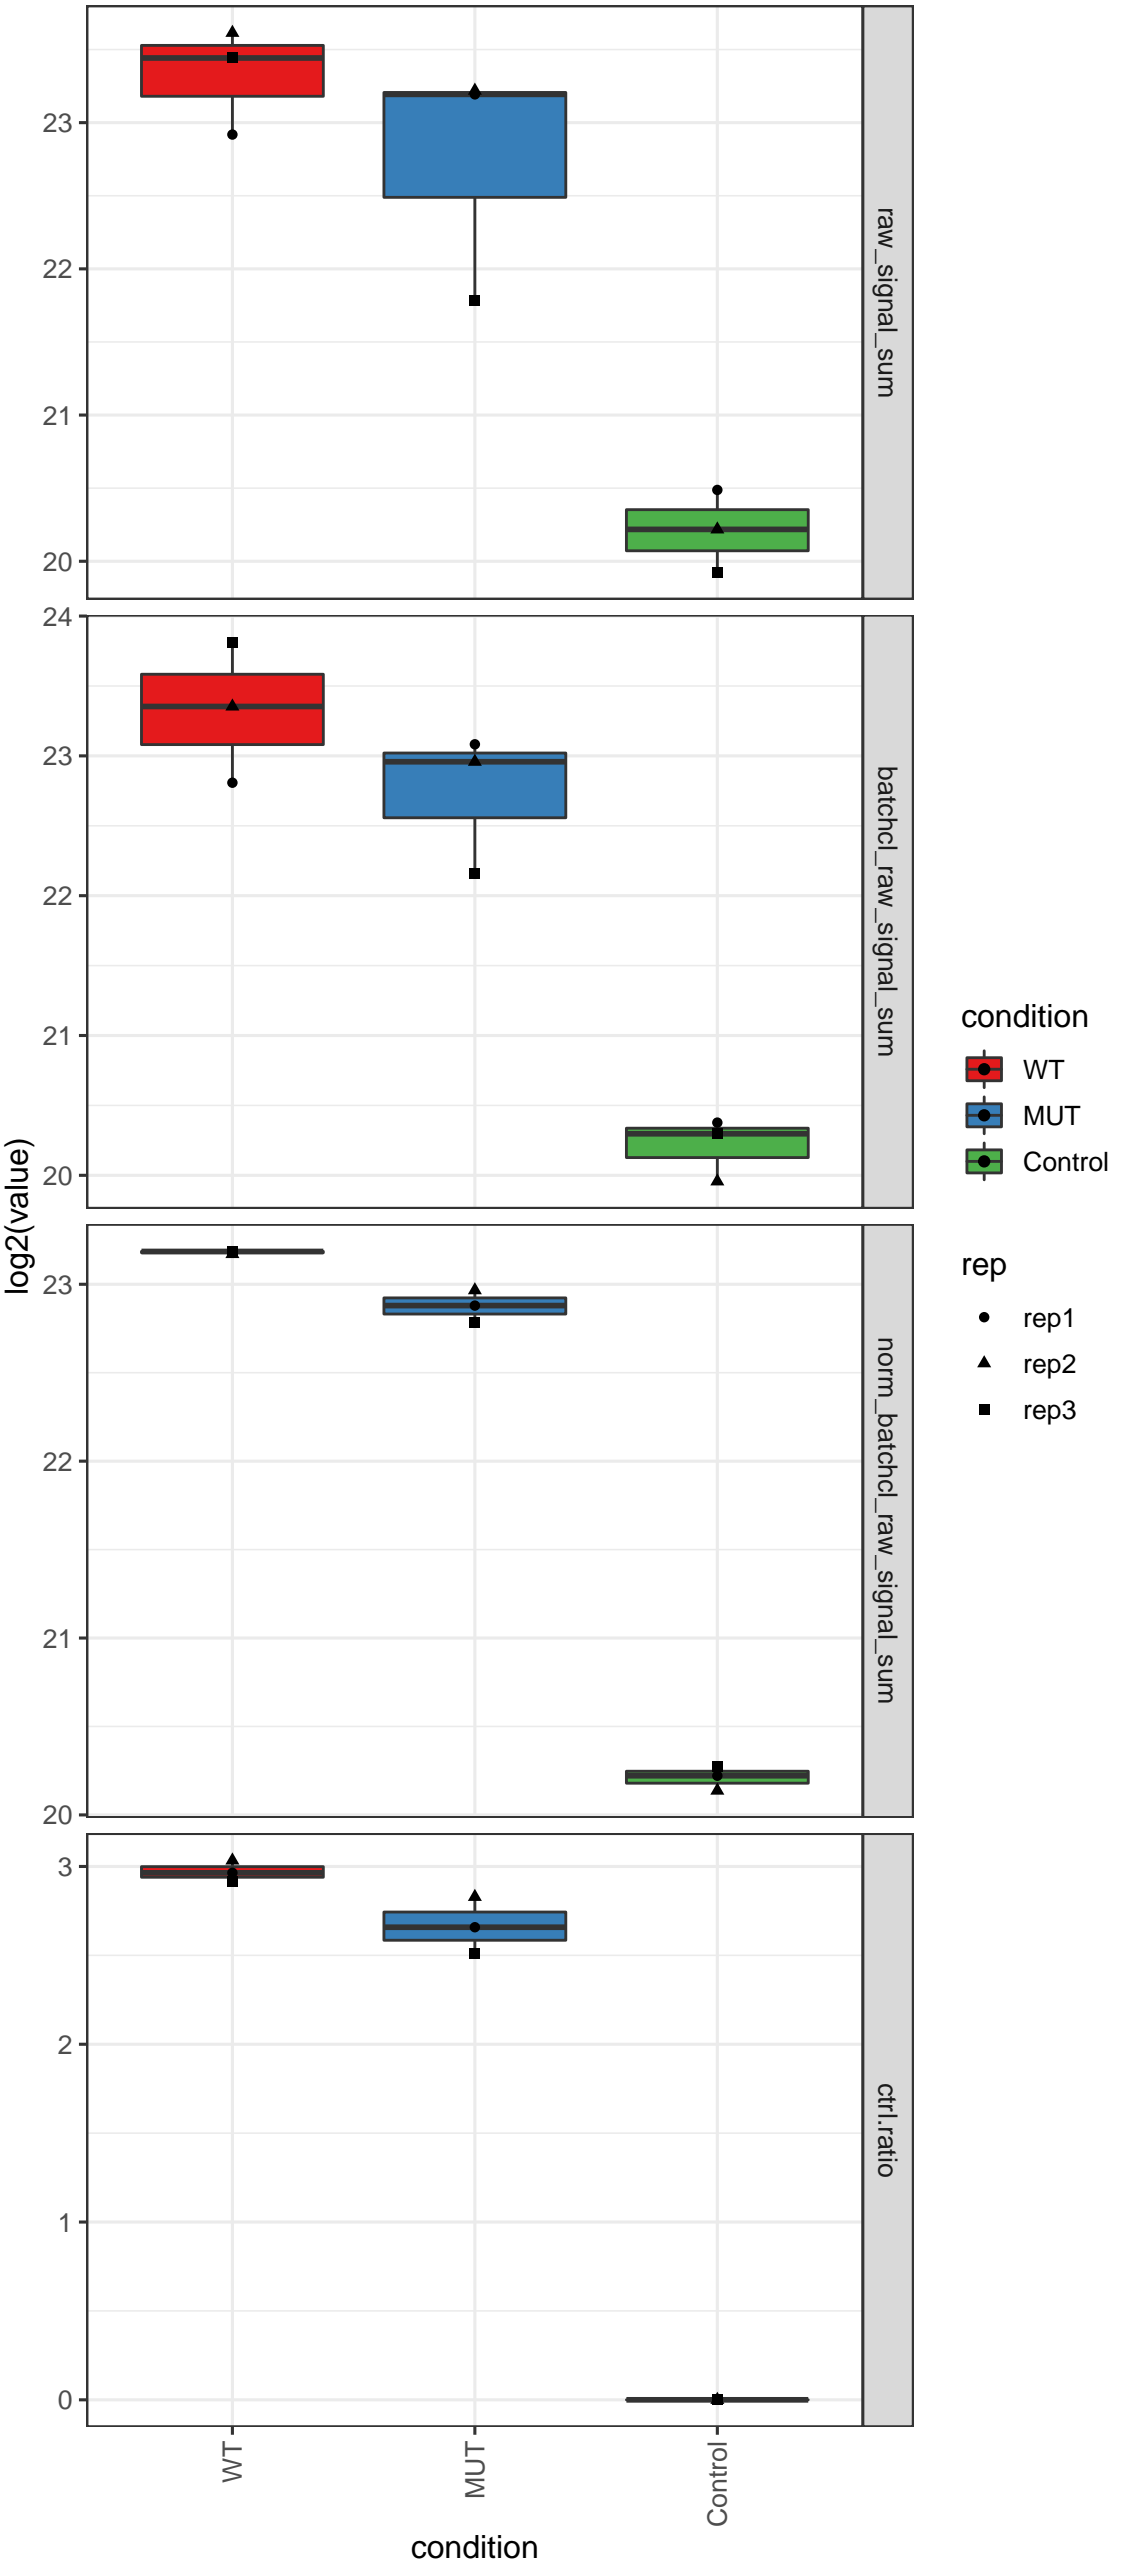 23
22
21
20
raw_signal_sum
24
23
22
21
20
batchcl_raw_signal_sum
23
22
21
20
norm_batchcl_raw_signal_sum
3
2
1
0
ctrl.ratio
log2(value)
WT
MUT
Control
condition
condition
WT
MUT
Control
rep
rep1
rep2
rep3